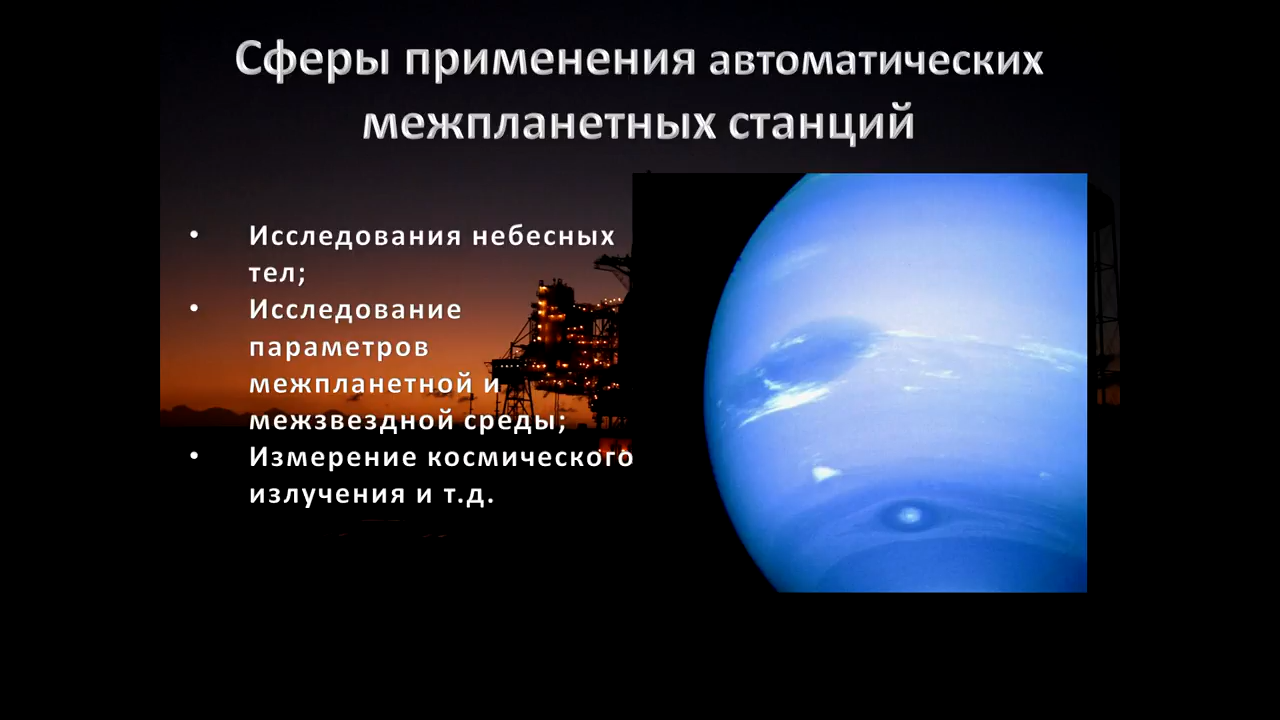 Сферы применения автоматических
межпланетных станций
• Исследования небесных
тел;
• Исследование
параметров
межпланетной и
межзвездной среды;
• Измерение космического
излучения и т.д.